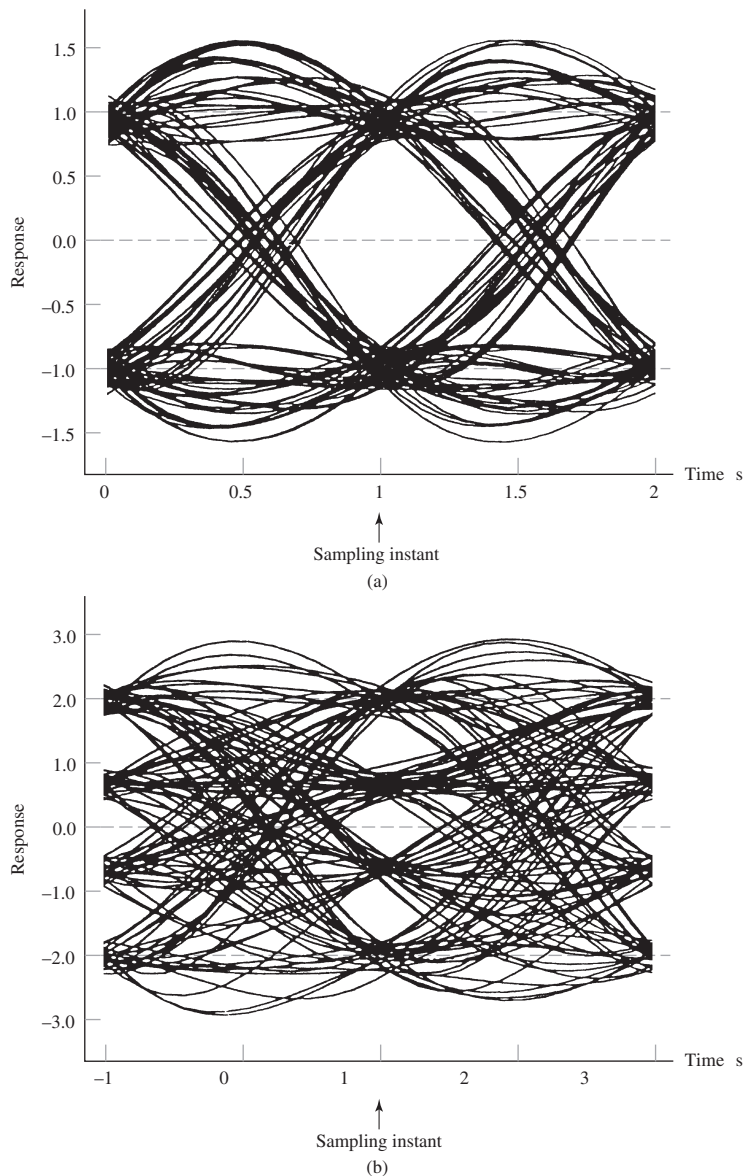 1.5
1.0
0.5
0.0
–0.5
–1.0
–1.5
Response
0 0.5 1 1.5 2 Time s
Sampling instant
(a)
3.0
2.0
1.0
0.0
–1.0
–2.0
–3.0
Response
–1 0 1 2 3 Time s
Sampling instant
(b)